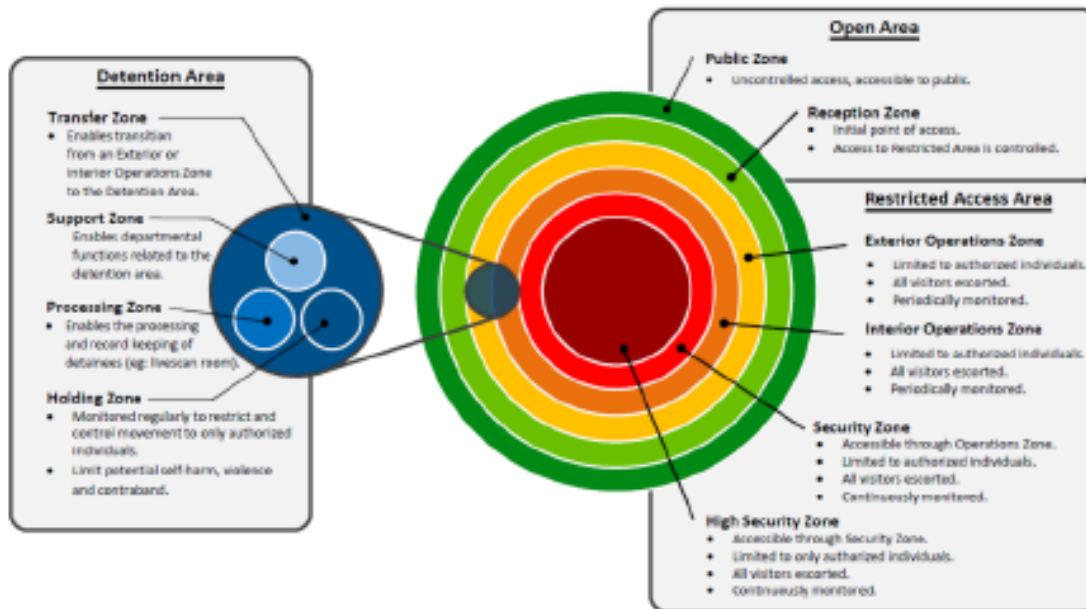 Detention Area
Transfer Zone
• Enables transition
from an Exterior or
Interior Operations Zone
to the Detention Area.
Support Zone
Enables departmental
functions related to the
detention area.
Processing Zone
• Enables the processing
and record keeping of
detainees (eg: livescan room).
Holding Zone
• Monitored regularly to restrict and
control movement to only authorized
individuals.
• Limit potential self-harm, violence
and contraband.
Open Area
Public Zone
• Uncontrolled access, accessible to public.
Reception Zone
• Initial point of access.
• Access to Restricted Area is controlled.
Restricted Access Area
Exterior Operations Zone
• Limited to authorized individuals.
• All visitors escorted.
• Periodically monitored.
Interior Operations Zone
• Limited to authorized individuals.
• All visitors escorted.
• Periodically monitored.
Security Zone
• Accessible through Operations Zone.
• Limited to authorized individuals.
• All visitors escorted.
• Continuously monitored.
High Security Zone
• Accessible through Security Zone.
• Limited to only authorized individuals.
• All visitors escorted.
• Continuously monitored.